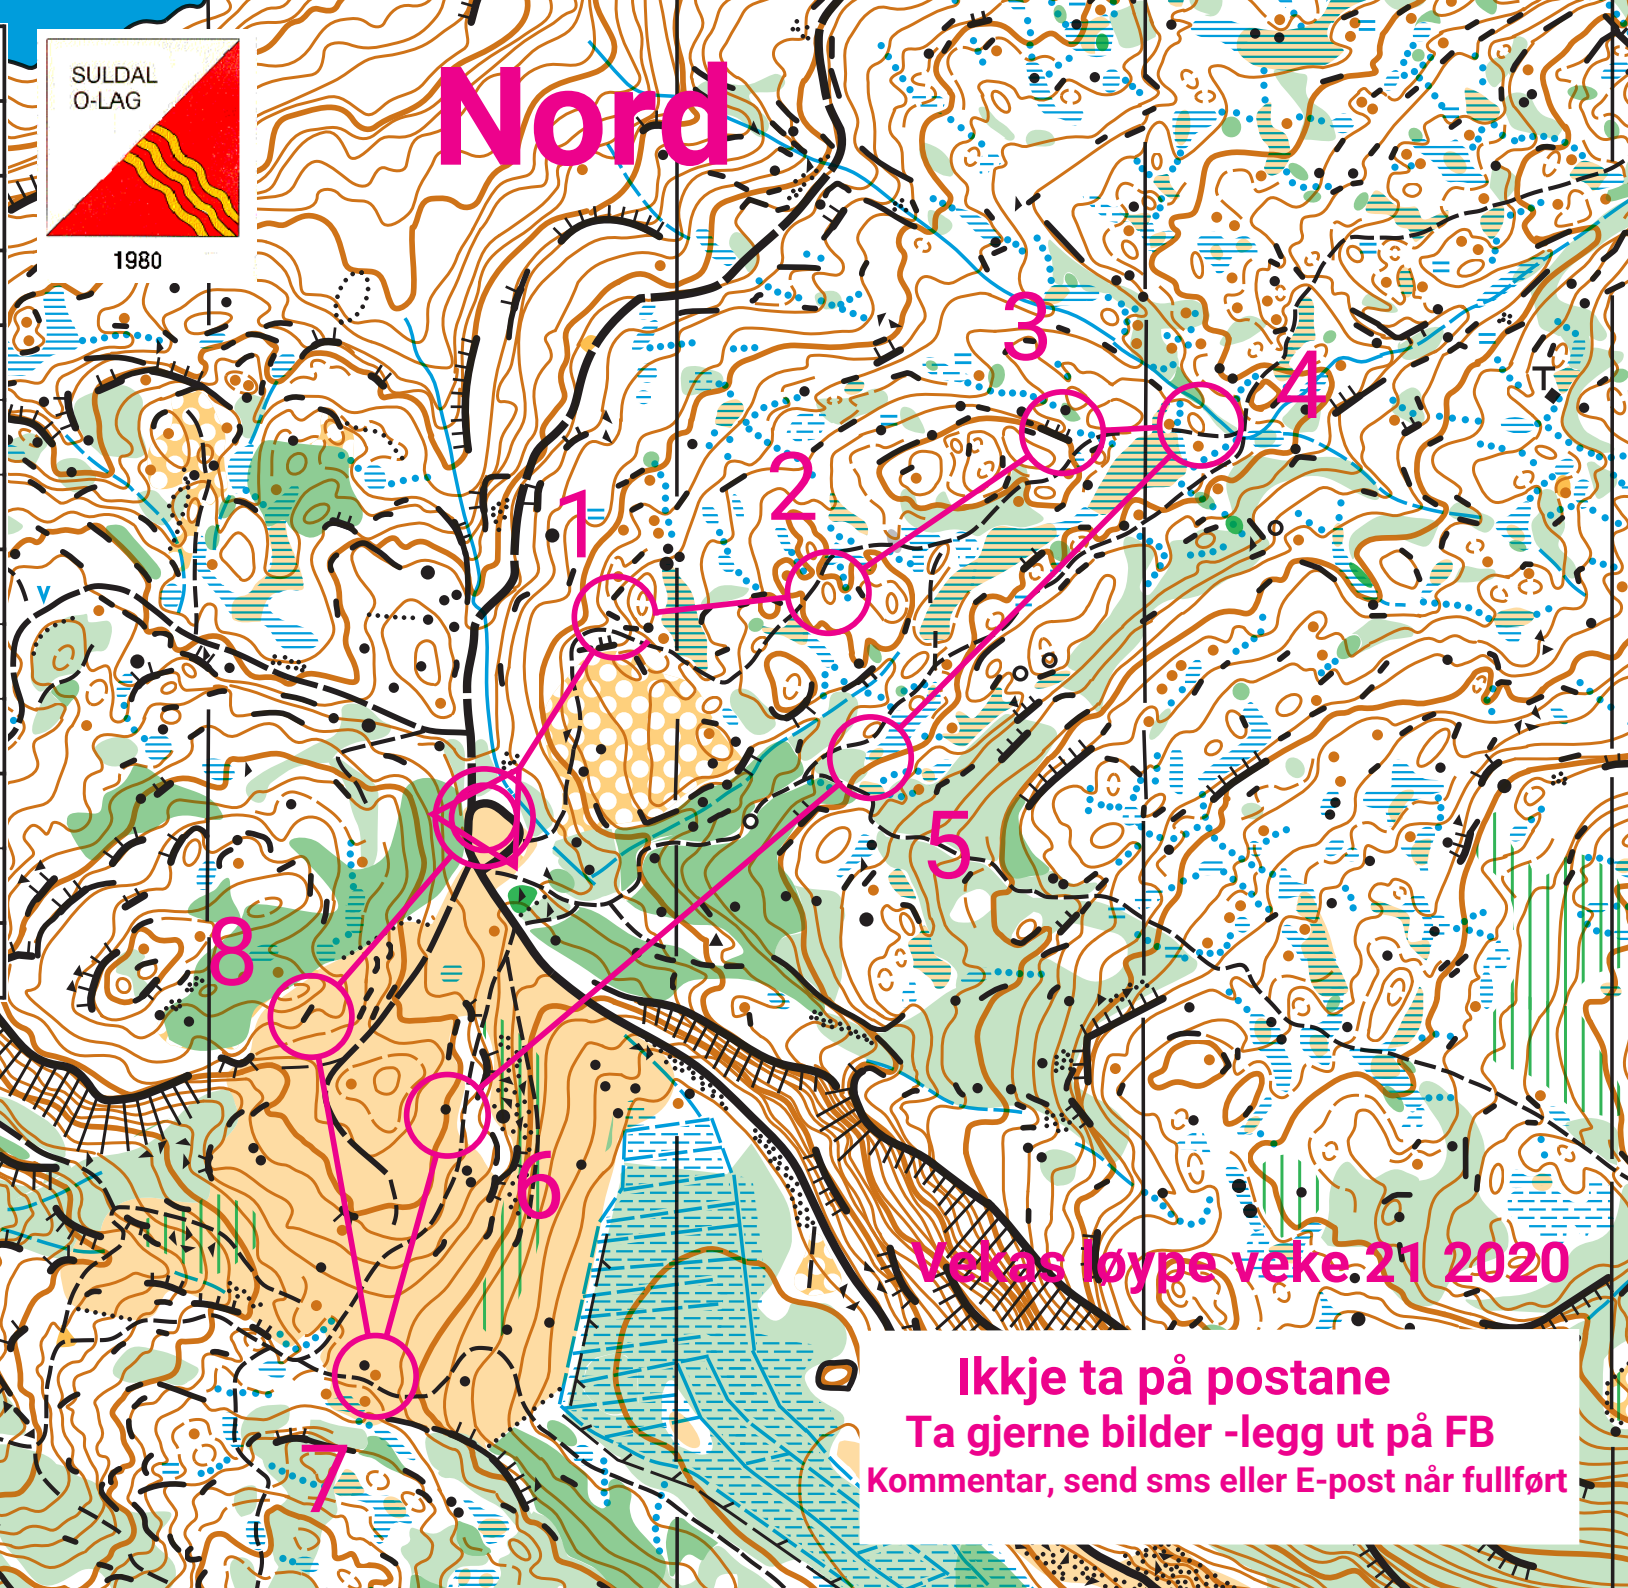 SULDAL
O-LAG
1980
Nord
3
4
2
1
5
8
6
7
Vekas løype veke 21 2020
Ikkje ta på postane
Ta gjerne bilder -legg ut på FB
Kommentar, send sms eller E-post når fullført